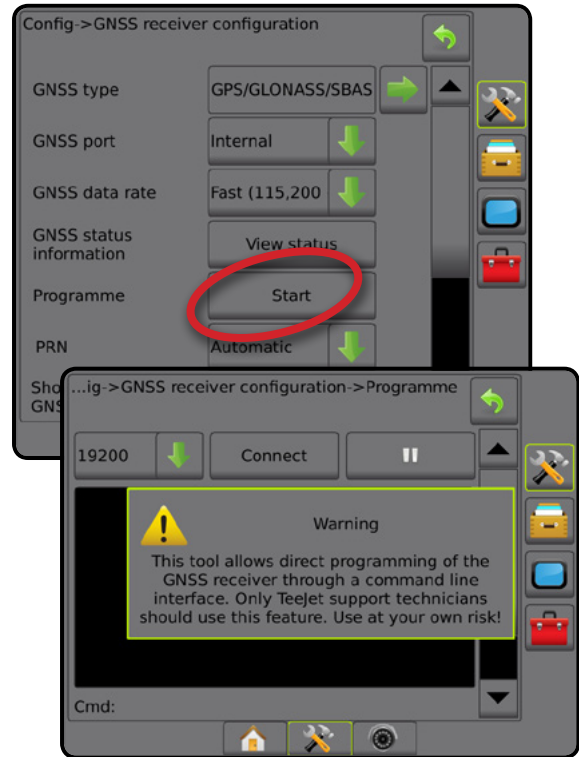 Config->GNSS receiver configuration
GNSS type
GPS/GLONASS/SBAS
GNSS port
Internal
GNSS data rate
Fast (115,200
GNSS status
information
View status
Programme
Start
PRN
Automatic
Sho
GNS
...ig->GNSS receiver configuration->Programme
19200
Connect
Warning
This tool allows direct programming of the
GNSS receiver through a command line
interface. Only TeeJet support technicians
should use this feature. Use at your own risk!
Cmd: